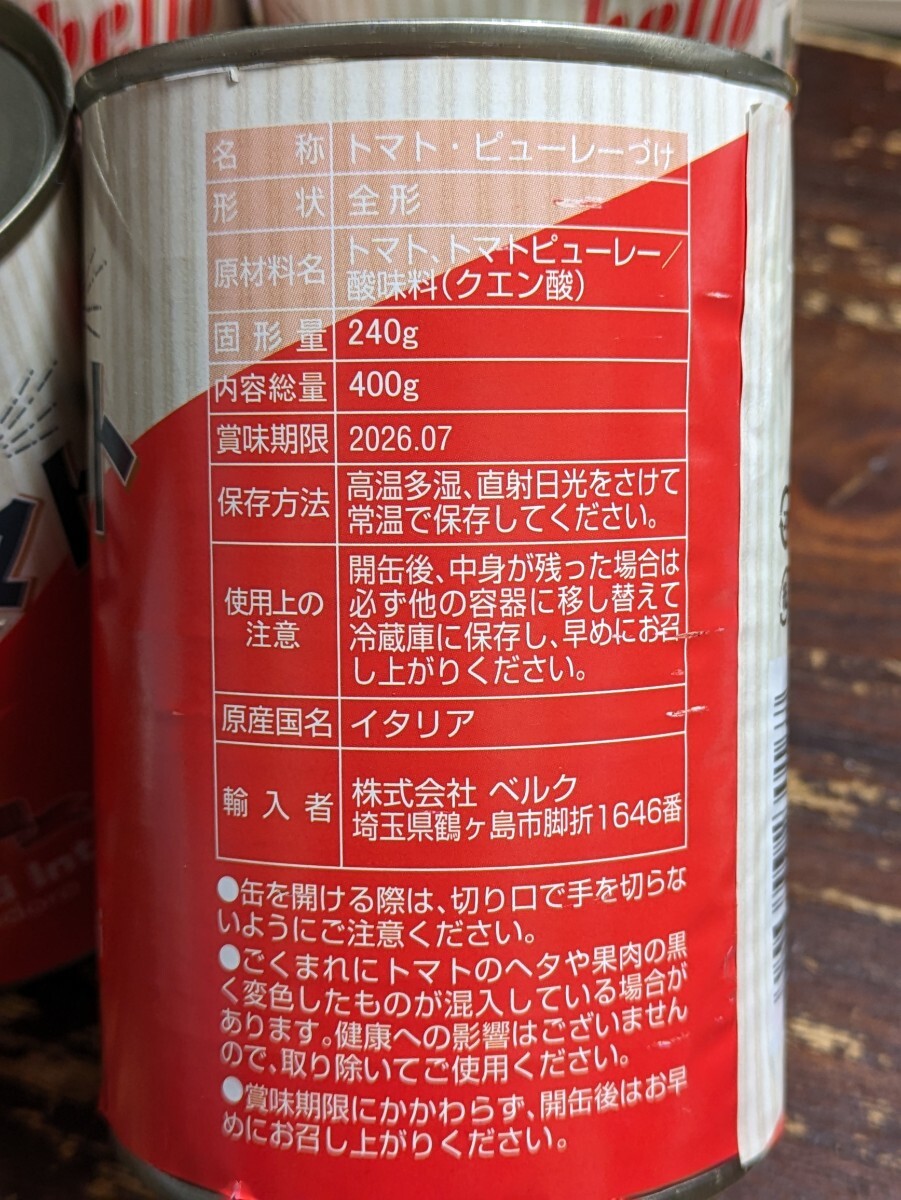 hello
hello
名称 トマト・ピューレーづけ
形状 全形
原材料名 トマト、トマトピューレー/
酸味料(クエン酸)
固形量 240g
内容総量 400g
賞味期限 2026.07
保存方法 高温多湿、直射日光をさけて
常温で保存してください。
使用上の注意 開缶後、中身が残った場合は
必ず他の容器に移し替えて
冷蔵庫に保存し、早めにお召
し上がりください。
原産国名 イタリア
輸入者 株式会社 ベルク
埼玉県鶴ヶ島市脚折1646番
●缶を開ける際は、切り口で手を切らな
いようにご注意ください。
●ごくまれにトマトのヘタや果肉の黒
く変色したものが混入している場合が
あります。健康への影響はございません
ので、取り除いてご使用ください。
●賞味期限にかかわらず、開缶後はお早
めにお召し上がりください。